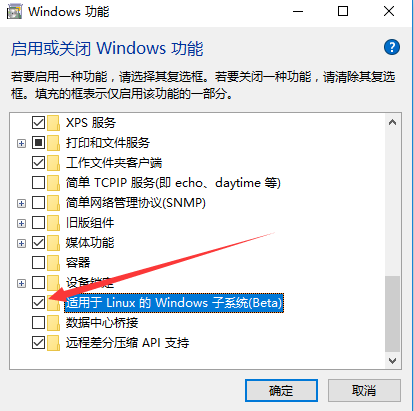 Windows 功能
启用或关闭 Windows 功能
若要启用一种功能，请选择其复选框。若要关闭一种功能，请清除其复选
框。填充的框表示仅启用该功能的一部分。
XPS 服务
打印和文件服务
工作文件夹客户端
简单 TCPIP 服务(即 echo、daytime 等)
简单网络管理协议(SNMP)
旧版组件
媒体功能
容器
设备锁定
适用于 Linux 的 Windows 子系统(Beta)
数据中心桥接
远程差分压缩 API 支持
确定
取消